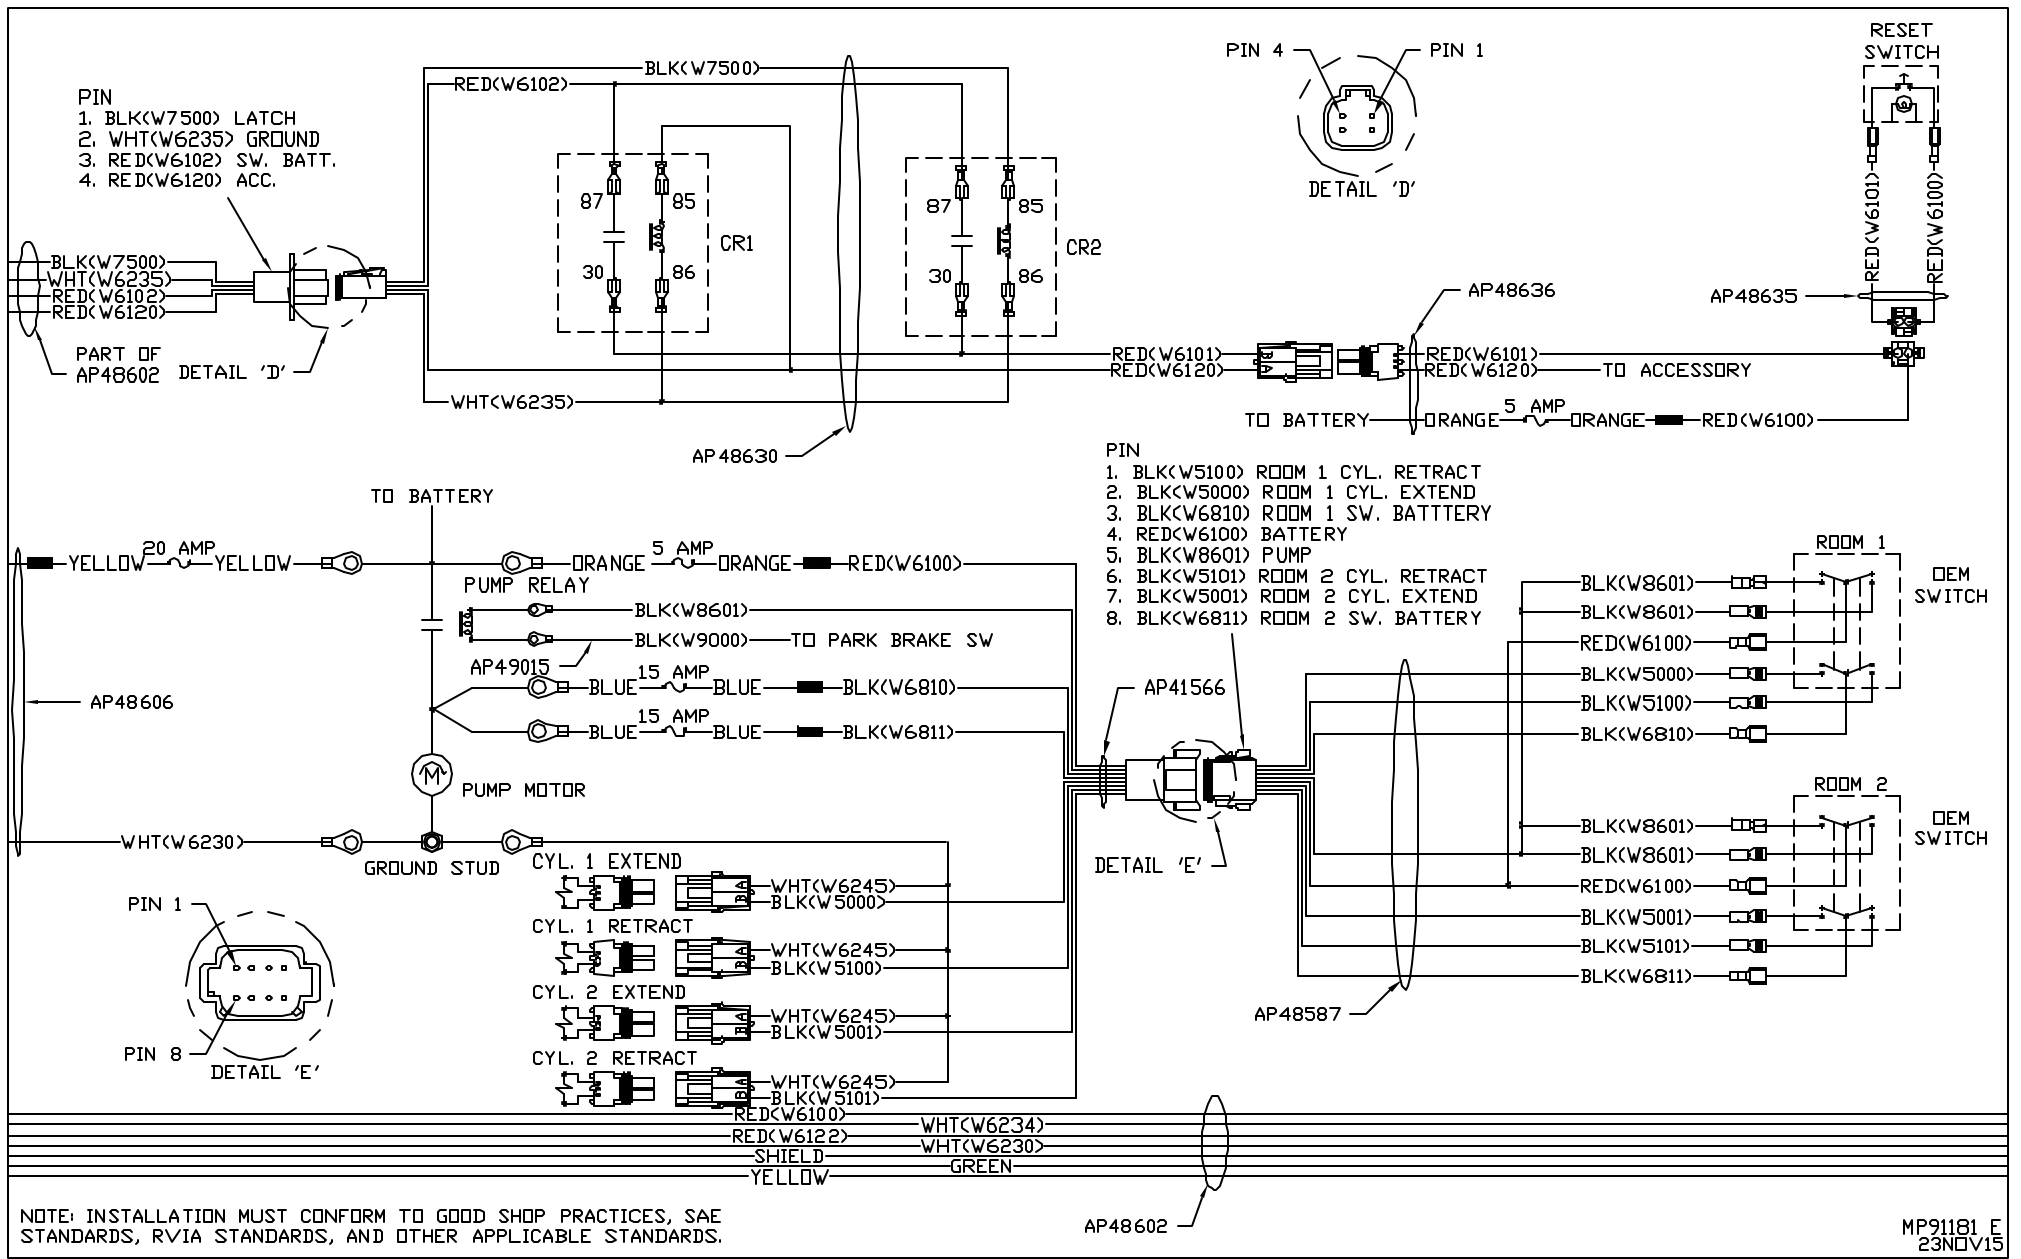 PIN
1. BLK(W7500) LATCH
2. WHT(W6235) GROUND
3. RED(W6102) SW. BATT.
4. RED(W6120) ACC.
BLK(W7500)
WHT(W6235)
RED(W6102)
RED(W6120)
PART OF
AP48602
DETAIL 'D'
BLK(W7500)
RED(W6102)
87
85
30
86
CR1
87
85
30
86
CR2
WHT(W6235)
AP48630
PIN 4
PIN 1
DETAIL 'D'
RESET
SWITCH
RED(W6101)
RED(W6100)
AP48635
AP48636
RED(W6101)
RED(W6120)
B
A
RED(W6101)
RED(W6120)
TO ACCESSORY
TO BATTERY
ORANGE
5 AMP
ORANGE
RED(W6100)
PIN
1. BLK(W5100) ROOM 1 CYL. RETRACT
2. BLK(W5000) ROOM 1 CYL. EXTEND
3. BLK(W6810) ROOM 1 SW. BATTTERY
4. RED(W6100) BATTERY
5. BLK(W8601) PUMP
6. BLK(W5101) ROOM 2 CYL. RETRACT
7. BLK(W5001) ROOM 2 CYL. EXTEND
8. BLK(W6811) ROOM 2 SW. BATTERY
TO BATTERY
YELLOW
20 AMP
YELLOW
ORANGE
5 AMP
ORANGE
RED(W6100)
PUMP RELAY
BLK(W8601)
BLK(W9000)
TO PARK BRAKE SW
AP49015
BLUE
15 AMP
BLUE
BLK(W6810)
BLUE
15 AMP
BLUE
BLK(W6811)
AP48606
M
PUMP MOTOR
WHT(W6230)
GROUND STUD
AP41566
DETAIL 'E'
ROOM 1
OEM
SWITCH
BLK(W8601)
BLK(W8601)
RED(W6100)
BLK(W5000)
BLK(W5100)
BLK(W6810)
ROOM 2
OEM
SWITCH
BLK(W8601)
BLK(W8601)
RED(W6100)
BLK(W5001)
BLK(W5101)
BLK(W6811)
AP48587
PIN 1
PIN 8
DETAIL 'E'
CYL. 1 EXTEND
A
B
WHT(W6245)
BLK(W5000)
CYL. 1 RETRACT
A
B
WHT(W6245)
BLK(W5100)
CYL. 2 EXTEND
A
B
WHT(W6245)
BLK(W5001)
CYL. 2 RETRACT
A
B
WHT(W6245)
BLK(W5101)
RED(W6100)
WHT(W6234)
RED(W6122)
WHT(W6230)
SHIELD
GREEN
YELLOW
AP48602
NOTE: INSTALLATION MUST CONFORM TO GOOD SHOP PRACTICES, SAE
STANDARDS, RVIA STANDARDS, AND OTHER APPLICABLE STANDARDS.
MP91181 E
23NOV15